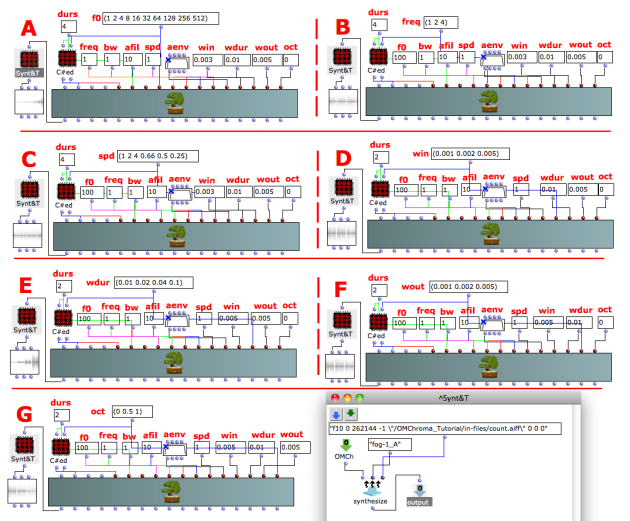 A
durs
4
f0 (1 2 4 8 16 32 64 128 256 512)
freq bw afil spd aenv win wdur wout oct
1 1 10 1 0.003 0.01 0.005 0
Synt&T
C#ed
B
durs
4
freq (1 2 4)
f0 bw afil spd aenv win wdur wout oct
100 1 10 1 0.003 0.01 0.005 0
Synt&T
C#ed
C
durs
4
spd (1 2 4 0.66 0.5 0.25)
f0 freq bw afil aenv win wdur wout oct
100 1 1 10 0.003 0.01 0.005 0
Synt&T
C#ed
D
durs
2
win (0.001 0.002 0.005)
f0 freq bw afil aenv spd wdur wout oct
100 1 1 10 1 0.01 0.005 0
Synt&T
C#ed
E
durs
2
wdur (0.01 0.02 0.04 0.1)
f0 freq bw afil aenv spd win wout oct
100 1 1 10 1 0.005 0.005 0
Synt&T
C#ed
F
durs
2
wout (0.001 0.002 0.005)
f0 freq bw afil aenv spd win wdur oct
100 1 1 10 1 0.005 0.01 0
Synt&T
C#ed
G
durs
2
oct (0 0.5 1)
f0 freq bw afil aenv spd win wdur wout
100 1 1 10 1 0.005 0.01 0.005
Synt&T
C#ed
^Synt&T
"f10 0 262144 -1 \"/OMChroma_Tutorial/in-files/count.aiff\" 0 0 0"
"fog-1_A"
OMCh
synthesize
output